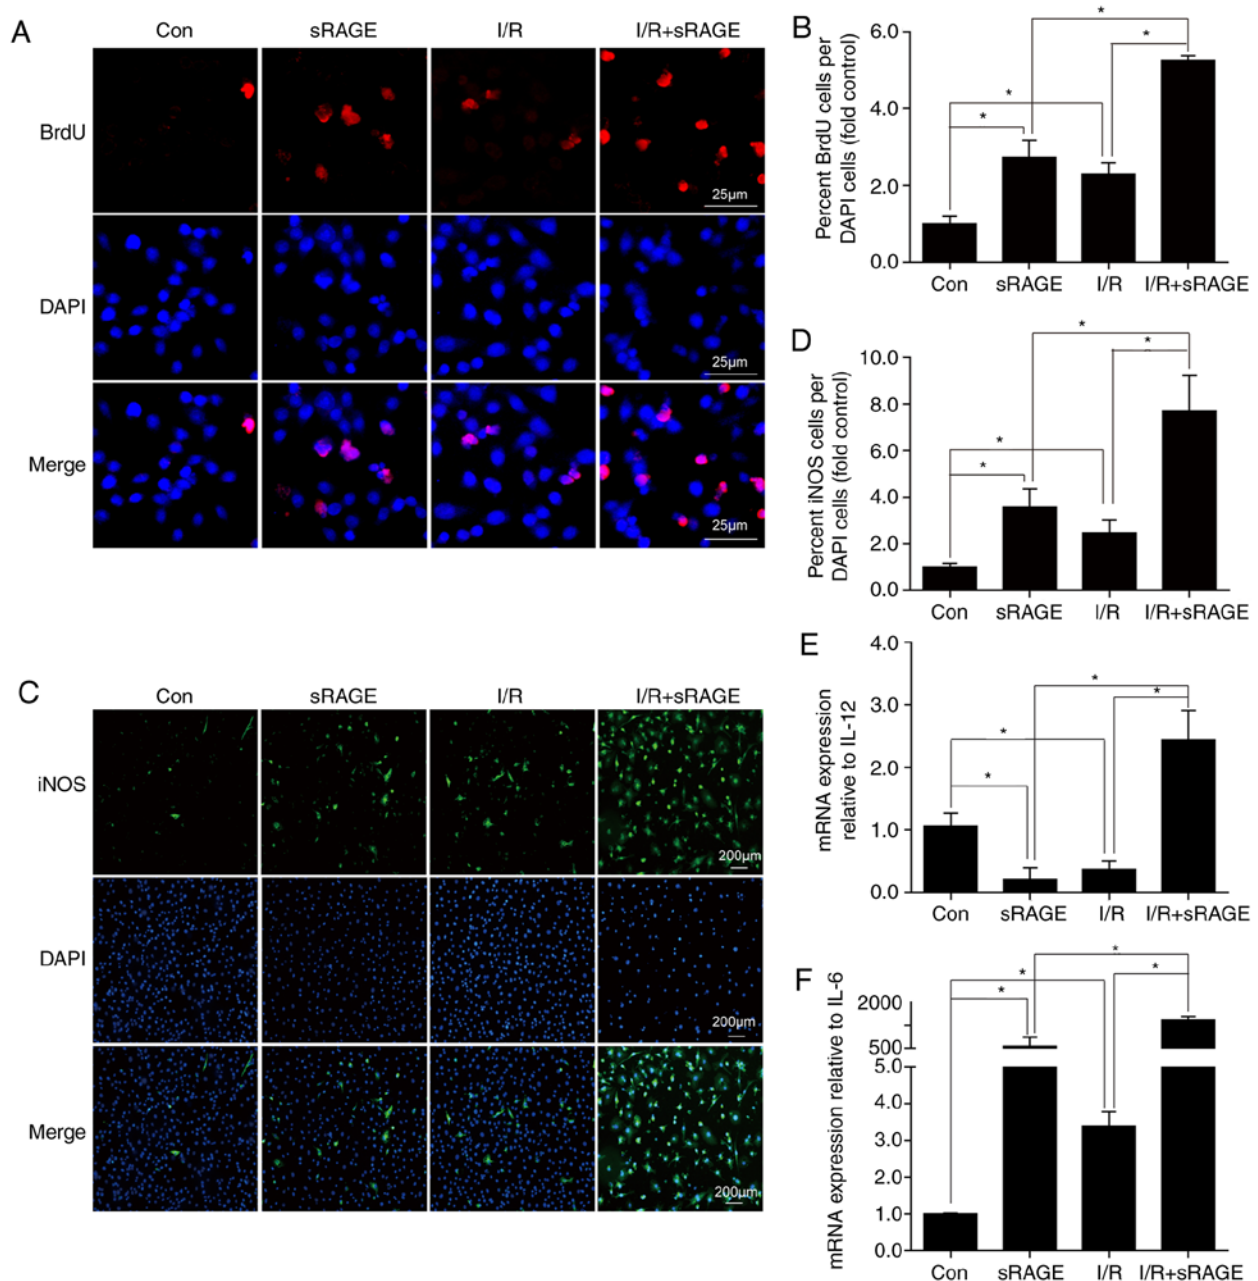 A
Con sRAGE I/R I/R+sRAGE
BrdU
25μm
DAPI
25μm
Merge
25μm
B
Percent BrdU cells per
DAPI cells (fold control)
6.0
4.0
2.0
0.0
* * * *
Con sRAGE I/R I/R+sRAGE
C
Con sRAGE I/R I/R+sRAGE
iNOS
200μm
DAPI
200μm
Merge
200μm
D
Percent iNOS cells per
DAPI cells (fold control)
10.0
8.0
6.0
4.0
2.0
0.0
* * * *
Con sRAGE I/R I/R+sRAGE
E
mRNA expression
relative to IL-12
4.0
3.0
2.0
1.0
0.0
* * * *
Con sRAGE I/R I/R+sRAGE
F
mRNA expression relative to IL-6
2000
500
5.0
4.0
3.0
2.0
1.0
0.0
* * * *
Con sRAGE I/R I/R+sRAGE